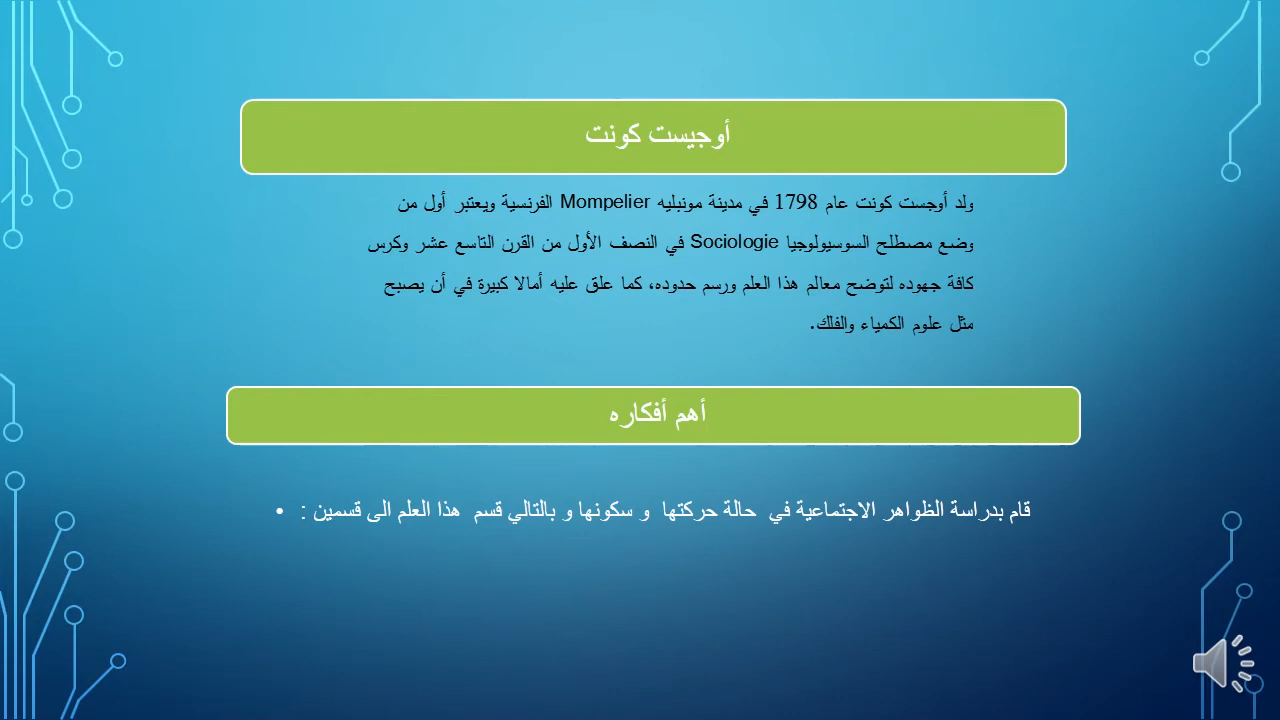 أوجيست كونت
ولد أوجست كونت عام 1798 في مدينة مونبليه Mompelier الفرنسية ويعتبر أول من
وضع مصطلح السوسيولوجيا Sociologie في النصف الأول من القرن التاسع عشر وكرس
كافة جهوده لتوضح معالم هذا العلم ورسم حدوده، كما علق عليه أمالا كبيرة في أن يصبح
مثل علوم الكمياء والفلك.
أهم أفكاره
قام بدراسة الظواهر الاجتماعية في حالة حركتها و سكونها و بالتالي قسم هذا العلم الى قسمين : •